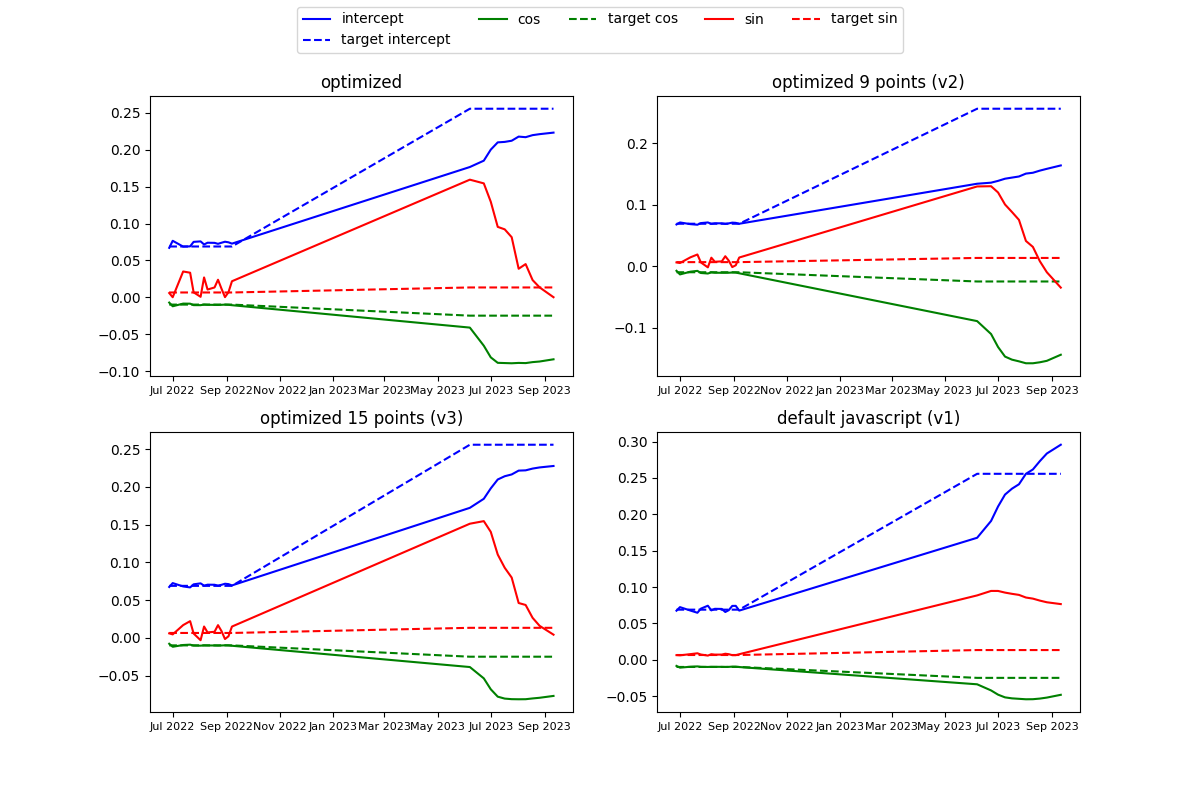 intercept cos target cos sin target sin
target intercept
optimized
0.25
0.20
0.15
0.10
0.05
0.00
−0.05
−0.10
Jul 2022 Sep 2022 Nov 2022 Jan 2023 Mar 2023 May 2023 Jul 2023 Sep 2023
optimized 9 points (v2)
0.2
0.1
0.0
−0.1
Jul 2022 Sep 2022 Nov 2022 Jan 2023 Mar 2023 May 2023 Jul 2023 Sep 2023
optimized 15 points (v3)
0.25
0.20
0.15
0.10
0.05
0.00
−0.05
Jul 2022 Sep 2022 Nov 2022 Jan 2023 Mar 2023 May 2023 Jul 2023 Sep 2023
default javascript (v1)
0.30
0.25
0.20
0.15
0.10
0.05
0.00
−0.05
Jul 2022 Sep 2022 Nov 2022 Jan 2023 Mar 2023 May 2023 Jul 2023 Sep 2023